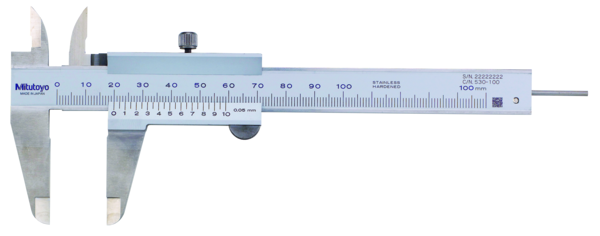 S/N.22222222
C/N.530-100
Mitutoyo
MADE IN JAPAN
0 10 20 30 40 50 60 70 80 90 100
STAINLESS
HARDENED
100 mm
0 1 2 3 4 5 6 7 8 9 10
0.05 mm